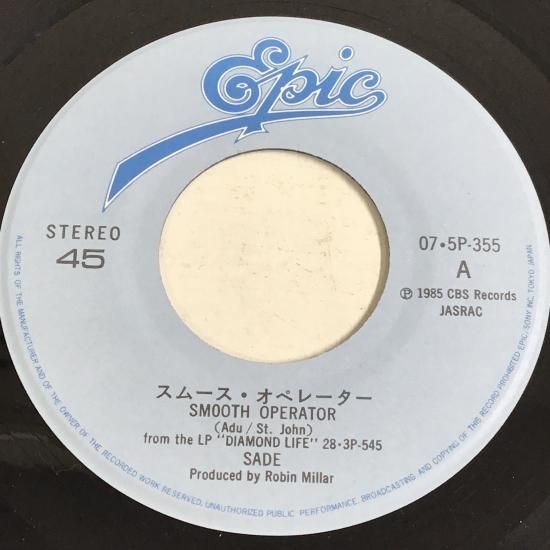 Epic
STEREO
45
07・5P-355
A
Ⓟ 1985 CBS Records
JASRAC
スムース・オペレーター
SMOOTH OPERATOR
(Adu / St. John)
from the LP "DIAMOND LIFE" 28・3P-545
SADE
Produced by Robin Millar
ALL RIGHTS OF THE MANUFACTURER AND OF THE OWNER OF THE RECORDED WORK RESERVED. UNAUTHORIZED PUBLIC PERFORMANCE, BROADCASTING AND COPYING OF THIS RECORD PROHIBITED EPIC/SONY INC. TOKYO JAPAN